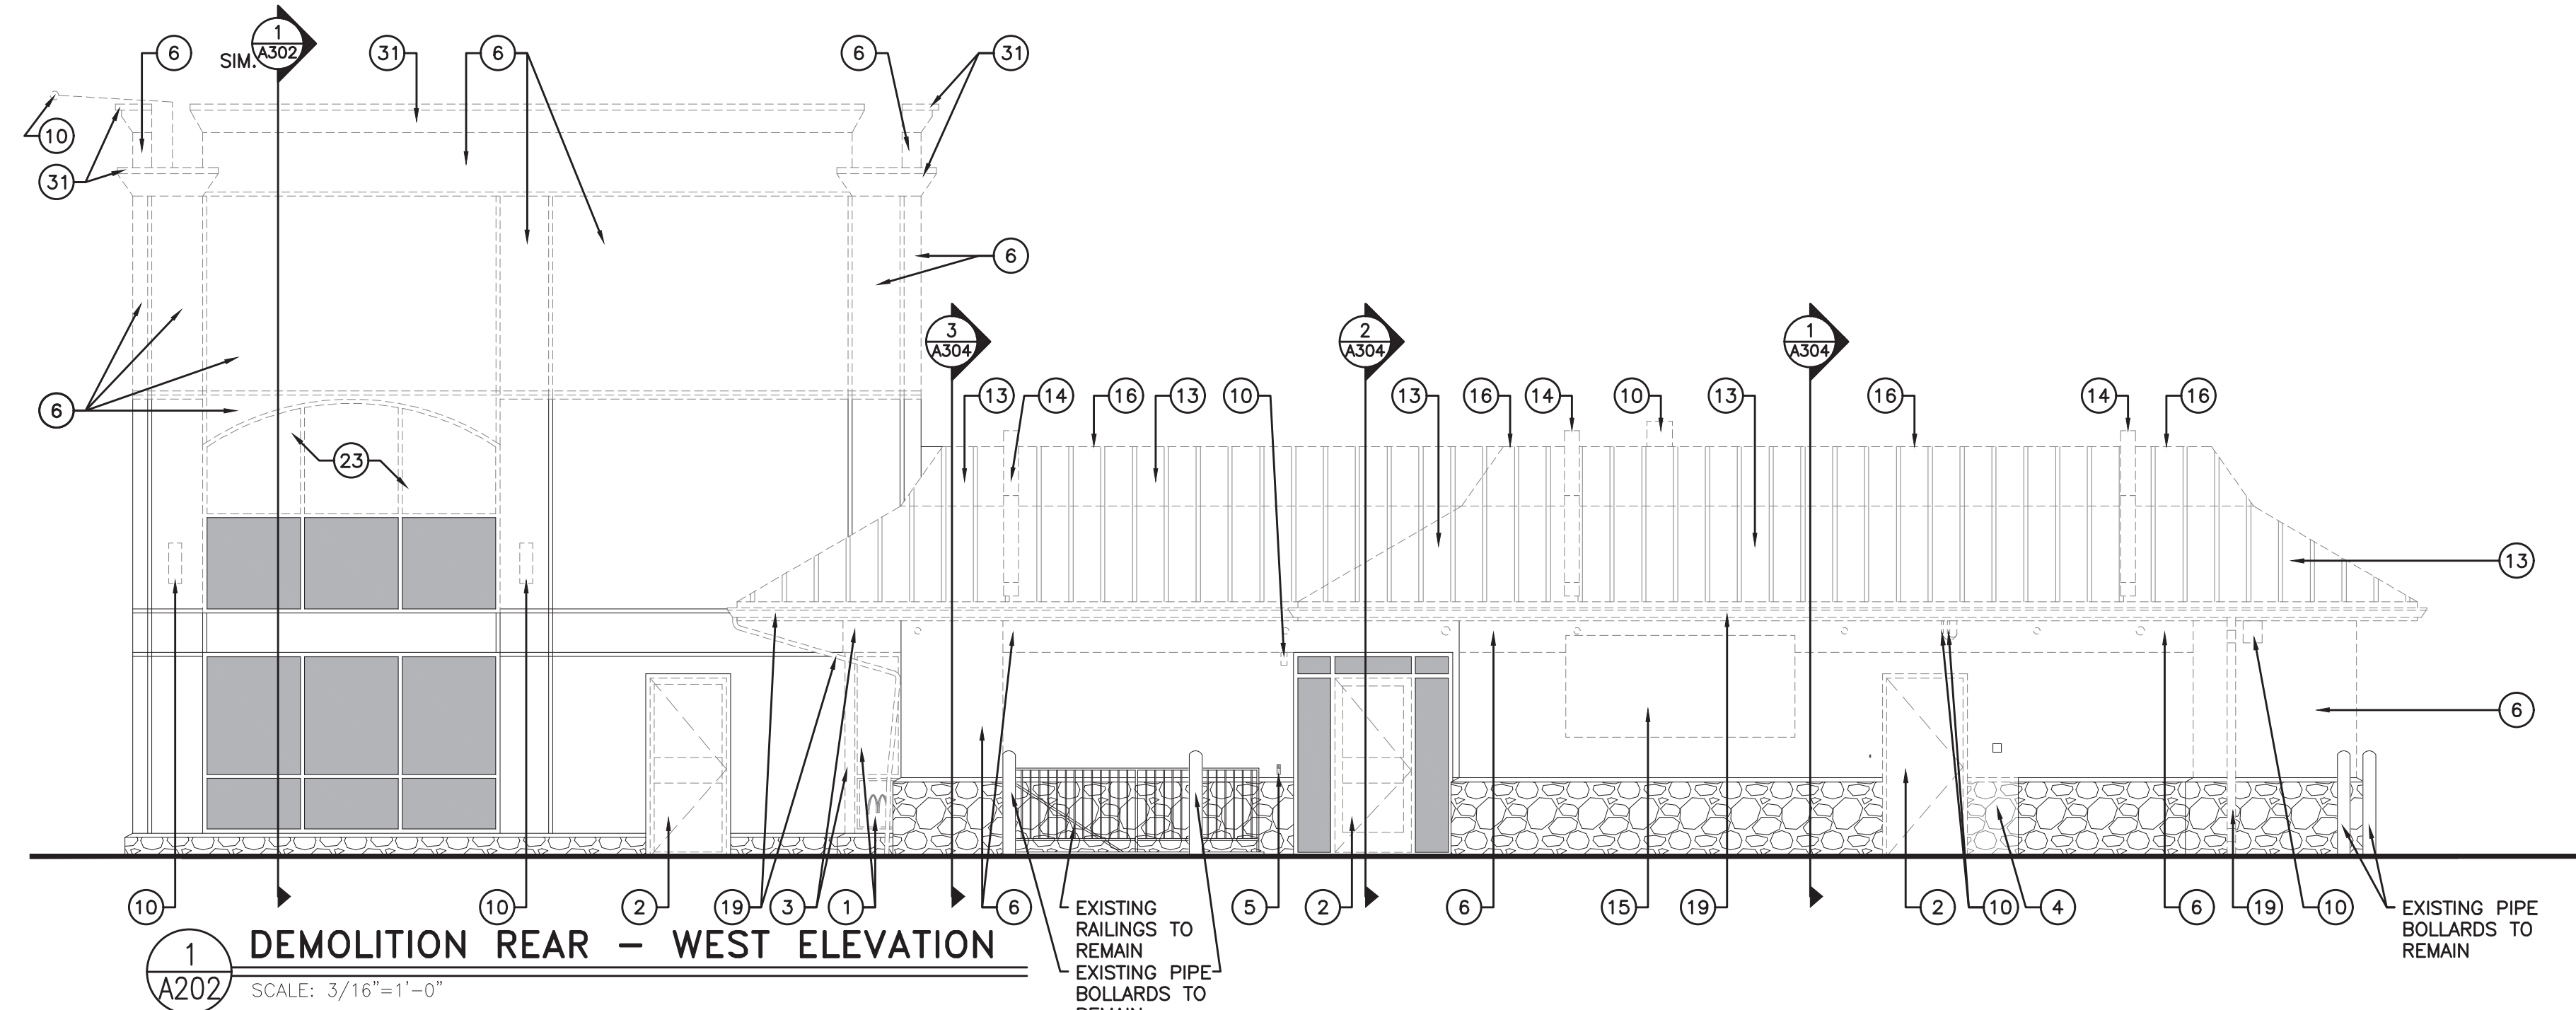 6
SIM.
1
A302
31
6
6
31
10
31
6
6
3
A304
2
A304
1
A304
13
14
16
13
10
13
16
14
10
13
16
14
16
23
13
6
10
10
2
19
3
1
6
EXISTING
RAILINGS TO
REMAIN
EXISTING PIPE
BOLLARDS TO
REMAIN
5
2
6
15
19
2
10
4
6
19
10
EXISTING PIPE
BOLLARDS TO
REMAIN
1
A202
DEMOLITION REAR - WEST ELEVATION
SCALE: 3/16"=1'-0"